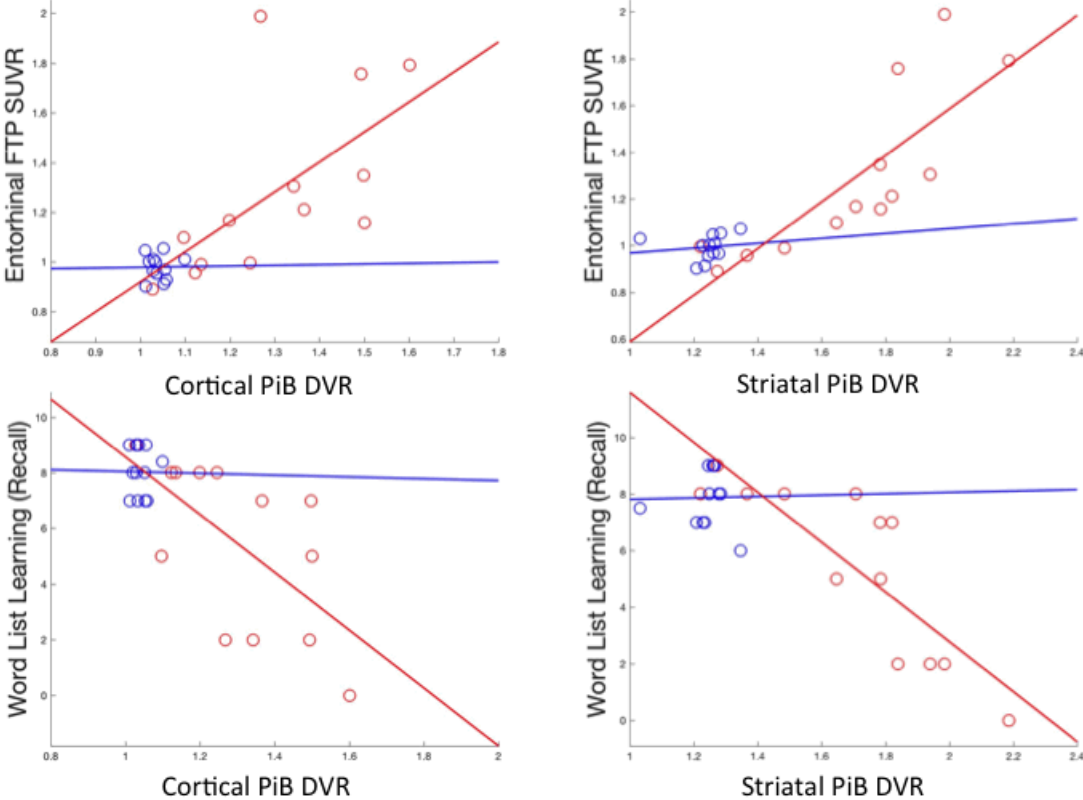 Entorhinal FTP SUVR
2
1.8
1.6
1.4
1.2
1
0.8
0.8 0.9 1 1.1 1.2 1.3 1.4 1.5 1.6 1.7 1.8
Cortical PiB DVR
Entorhinal FTP SUVR
2
1.8
1.6
1.4
1.2
1
0.8
0.6
1 1.2 1.4 1.6 1.8 2 2.2 2.4
Striatal PiB DVR
Word List Learning (Recall)
10
8
6
4
2
0
0.8 1 1.2 1.4 1.6 1.8 2
Cortical PiB DVR
Word List Learning (Recall)
10
8
6
4
2
0
1 1.2 1.4 1.6 1.8 2 2.2 2.4
Striatal PiB DVR